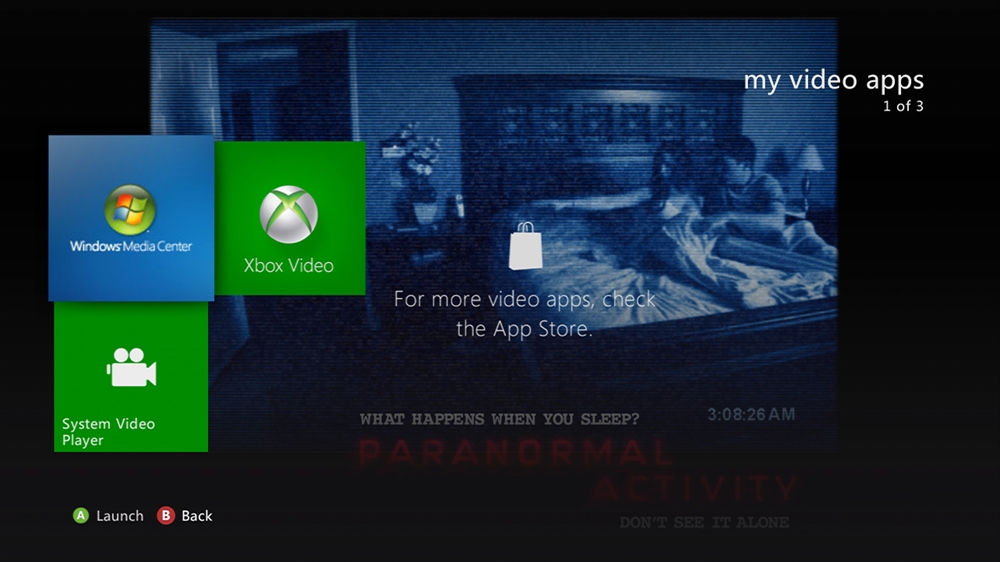 my video apps
1 of 3
Windows Media Center
Xbox Video
For more video apps, check
the App Store.
System Video
Player
WHAT HAPPENS WHEN YOU SLEEP?
3:08:26 AM
PARANORMAL
ACTIVITY
DON'T SEE IT ALONE
A Launch B Back